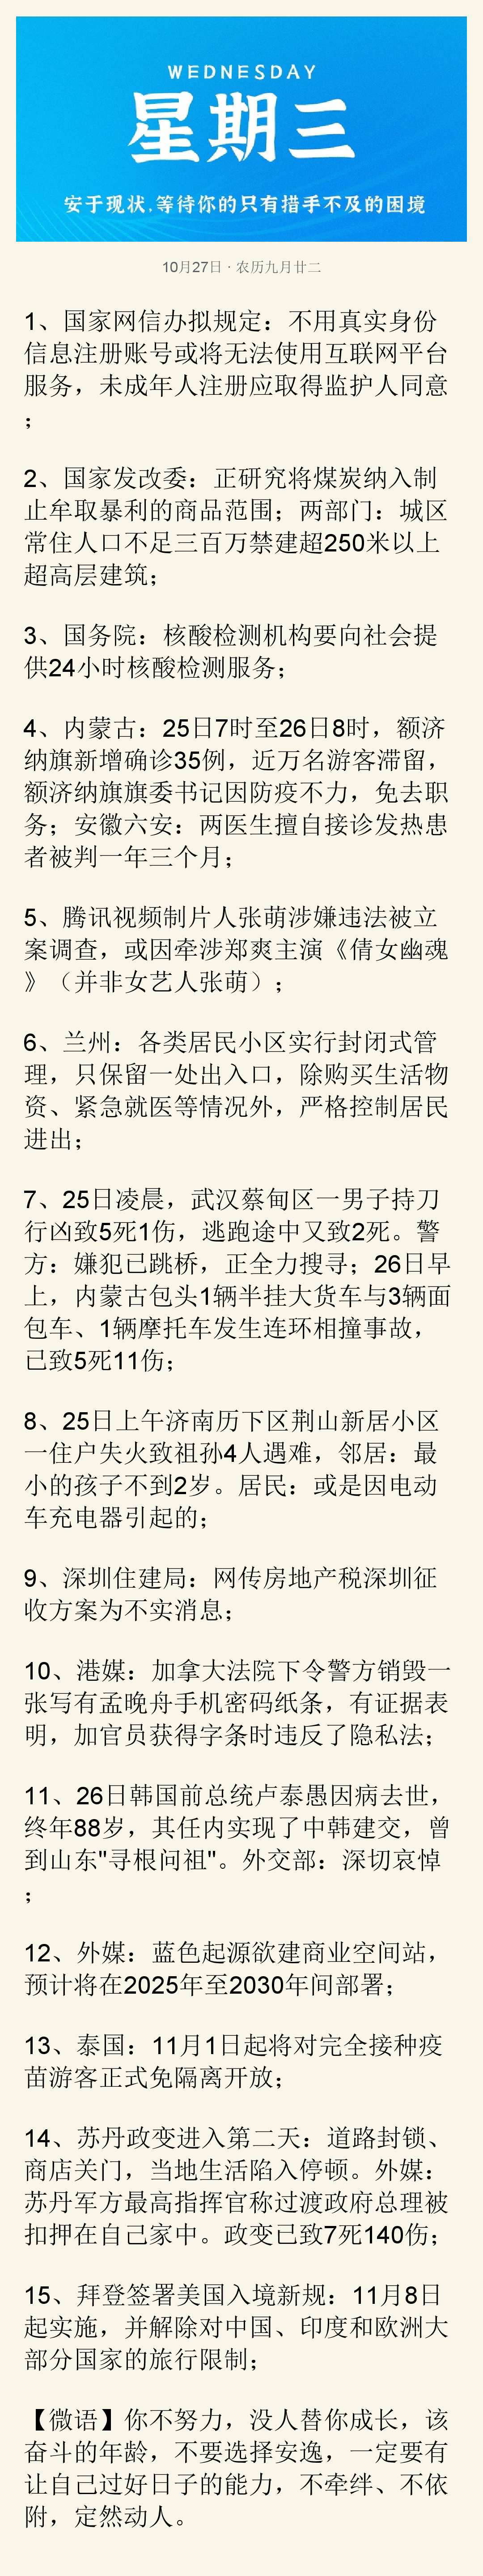 WEDNESDAY
星期三
安于现状,等待你的只有措手不及的困境
10月27日 · 农历九月廿二
1、国家网信办拟规定：不用真实身份
信息注册账号或将无法使用互联网平台
服务，未成年人注册应取得监护人同意
；
2、国家发改委：正研究将煤炭纳入制
止牟取暴利的商品范围；两部门：城区
常住人口不足三百万禁建超250米以上
超高层建筑；
3、国务院：核酸检测机构要向社会提
供24小时核酸检测服务；
4、内蒙古：25日7时至26日8时，额济
纳旗新增确诊35例，近万名游客滞留，
额济纳旗旗委书记因防疫不力，免去职
务；安徽六安：两医生擅自接诊发热患
者被判一年三个月；
5、腾讯视频制片人张萌涉嫌违法被立
案调查，或因牵涉郑爽主演《倩女幽魂
》（并非女艺人张萌）；
6、兰州：各类居民小区实行封闭式管
理，只保留一处出入口，除购买生活物
资、紧急就医等情况外，严格控制居民
进出；
7、25日凌晨，武汉蔡甸区一男子持刀
行凶致5死1伤，逃跑途中又致2死。警
方：嫌犯已跳桥，正全力搜寻；26日早
上，内蒙古包头1辆半挂大货车与3辆面
包车、1辆摩托车发生连环相撞事故，
已致5死11伤；
8、25日上午济南历下区荆山新居小区
一住户失火致祖孙4人遇难，邻居：最
小的孩子不到2岁。居民：或是因电动
车充电器引起的；
9、深圳住建局：网传房地产税深圳征
收方案为不实消息；
10、港媒：加拿大法院下令警方销毁一
张写有孟晚舟手机密码纸条，有证据表
明，加官员获得字条时违反了隐私法；
11、26日韩国前总统卢泰愚因病去世，
终年88岁，其任内实现了中韩建交，曾
到山东"寻根问祖"。外交部：深切哀悼
；
12、外媒：蓝色起源欲建商业空间站，
预计将在2025年至2030年间部署；
13、泰国：11月1日起将对完全接种疫
苗游客正式免隔离开放；
14、苏丹政变进入第二天：道路封锁、
商店关门，当地生活陷入停顿。外媒：
苏丹军方最高指挥官称过渡政府总理被
扣押在自己家中。政变已致7死140伤；
15、拜登签署美国入境新规：11月8日
起实施，并解除对中国、印度和欧洲大
部分国家的旅行限制；
【微语】你不努力，没人替你成长，该
奋斗的年龄，不要选择安逸，一定要有
让自己过好日子的能力，不牵绊、不依
附，定然动人。